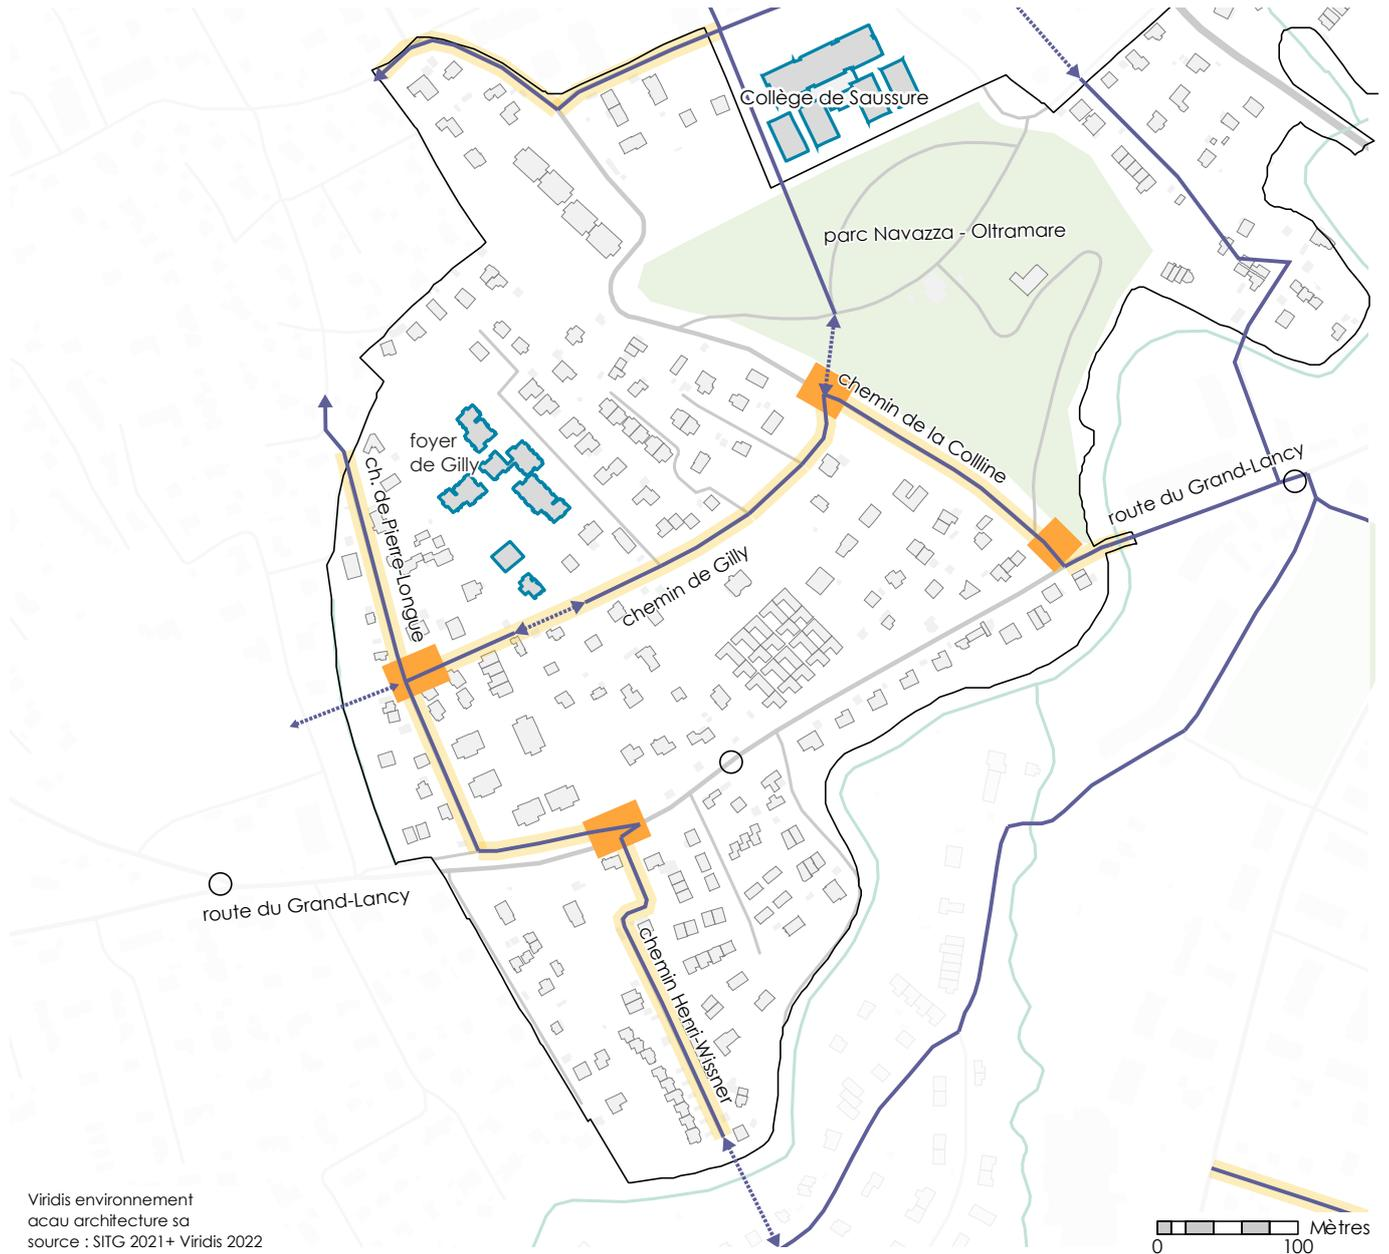 Collège de Saussure
parc Navazza - Oltramare
chemin de la Collline
foyer
de Gilly
ch. de Pierre-Longue
route du Grand-Lancy
chemin de Gilly
route du Grand-Lancy
chemin Henri-Wissner
Viridis environnement
acau architecture sa
source : SITG 2021+ Viridis 2022
Mètres
0 100